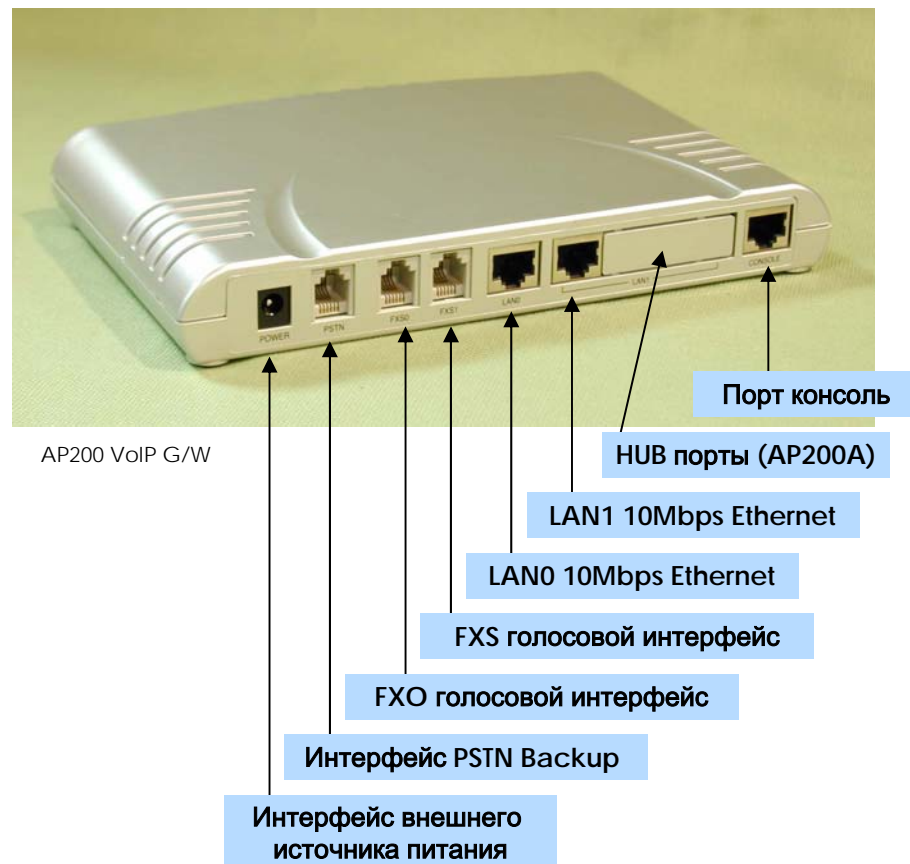 POWER
PSTN
FXS0
FXS1
LAN0
LAN1
CONSOLE
AP200 VoIP G/W
Порт консоль
HUB порты (AP200A)
LAN1 10Mbps Ethernet
LAN0 10Mbps Ethernet
FXS голосовой интерфейс
FXO голосовой интерфейс
Интерфейс PSTN Backup
Интерфейс внешнего
источника питания